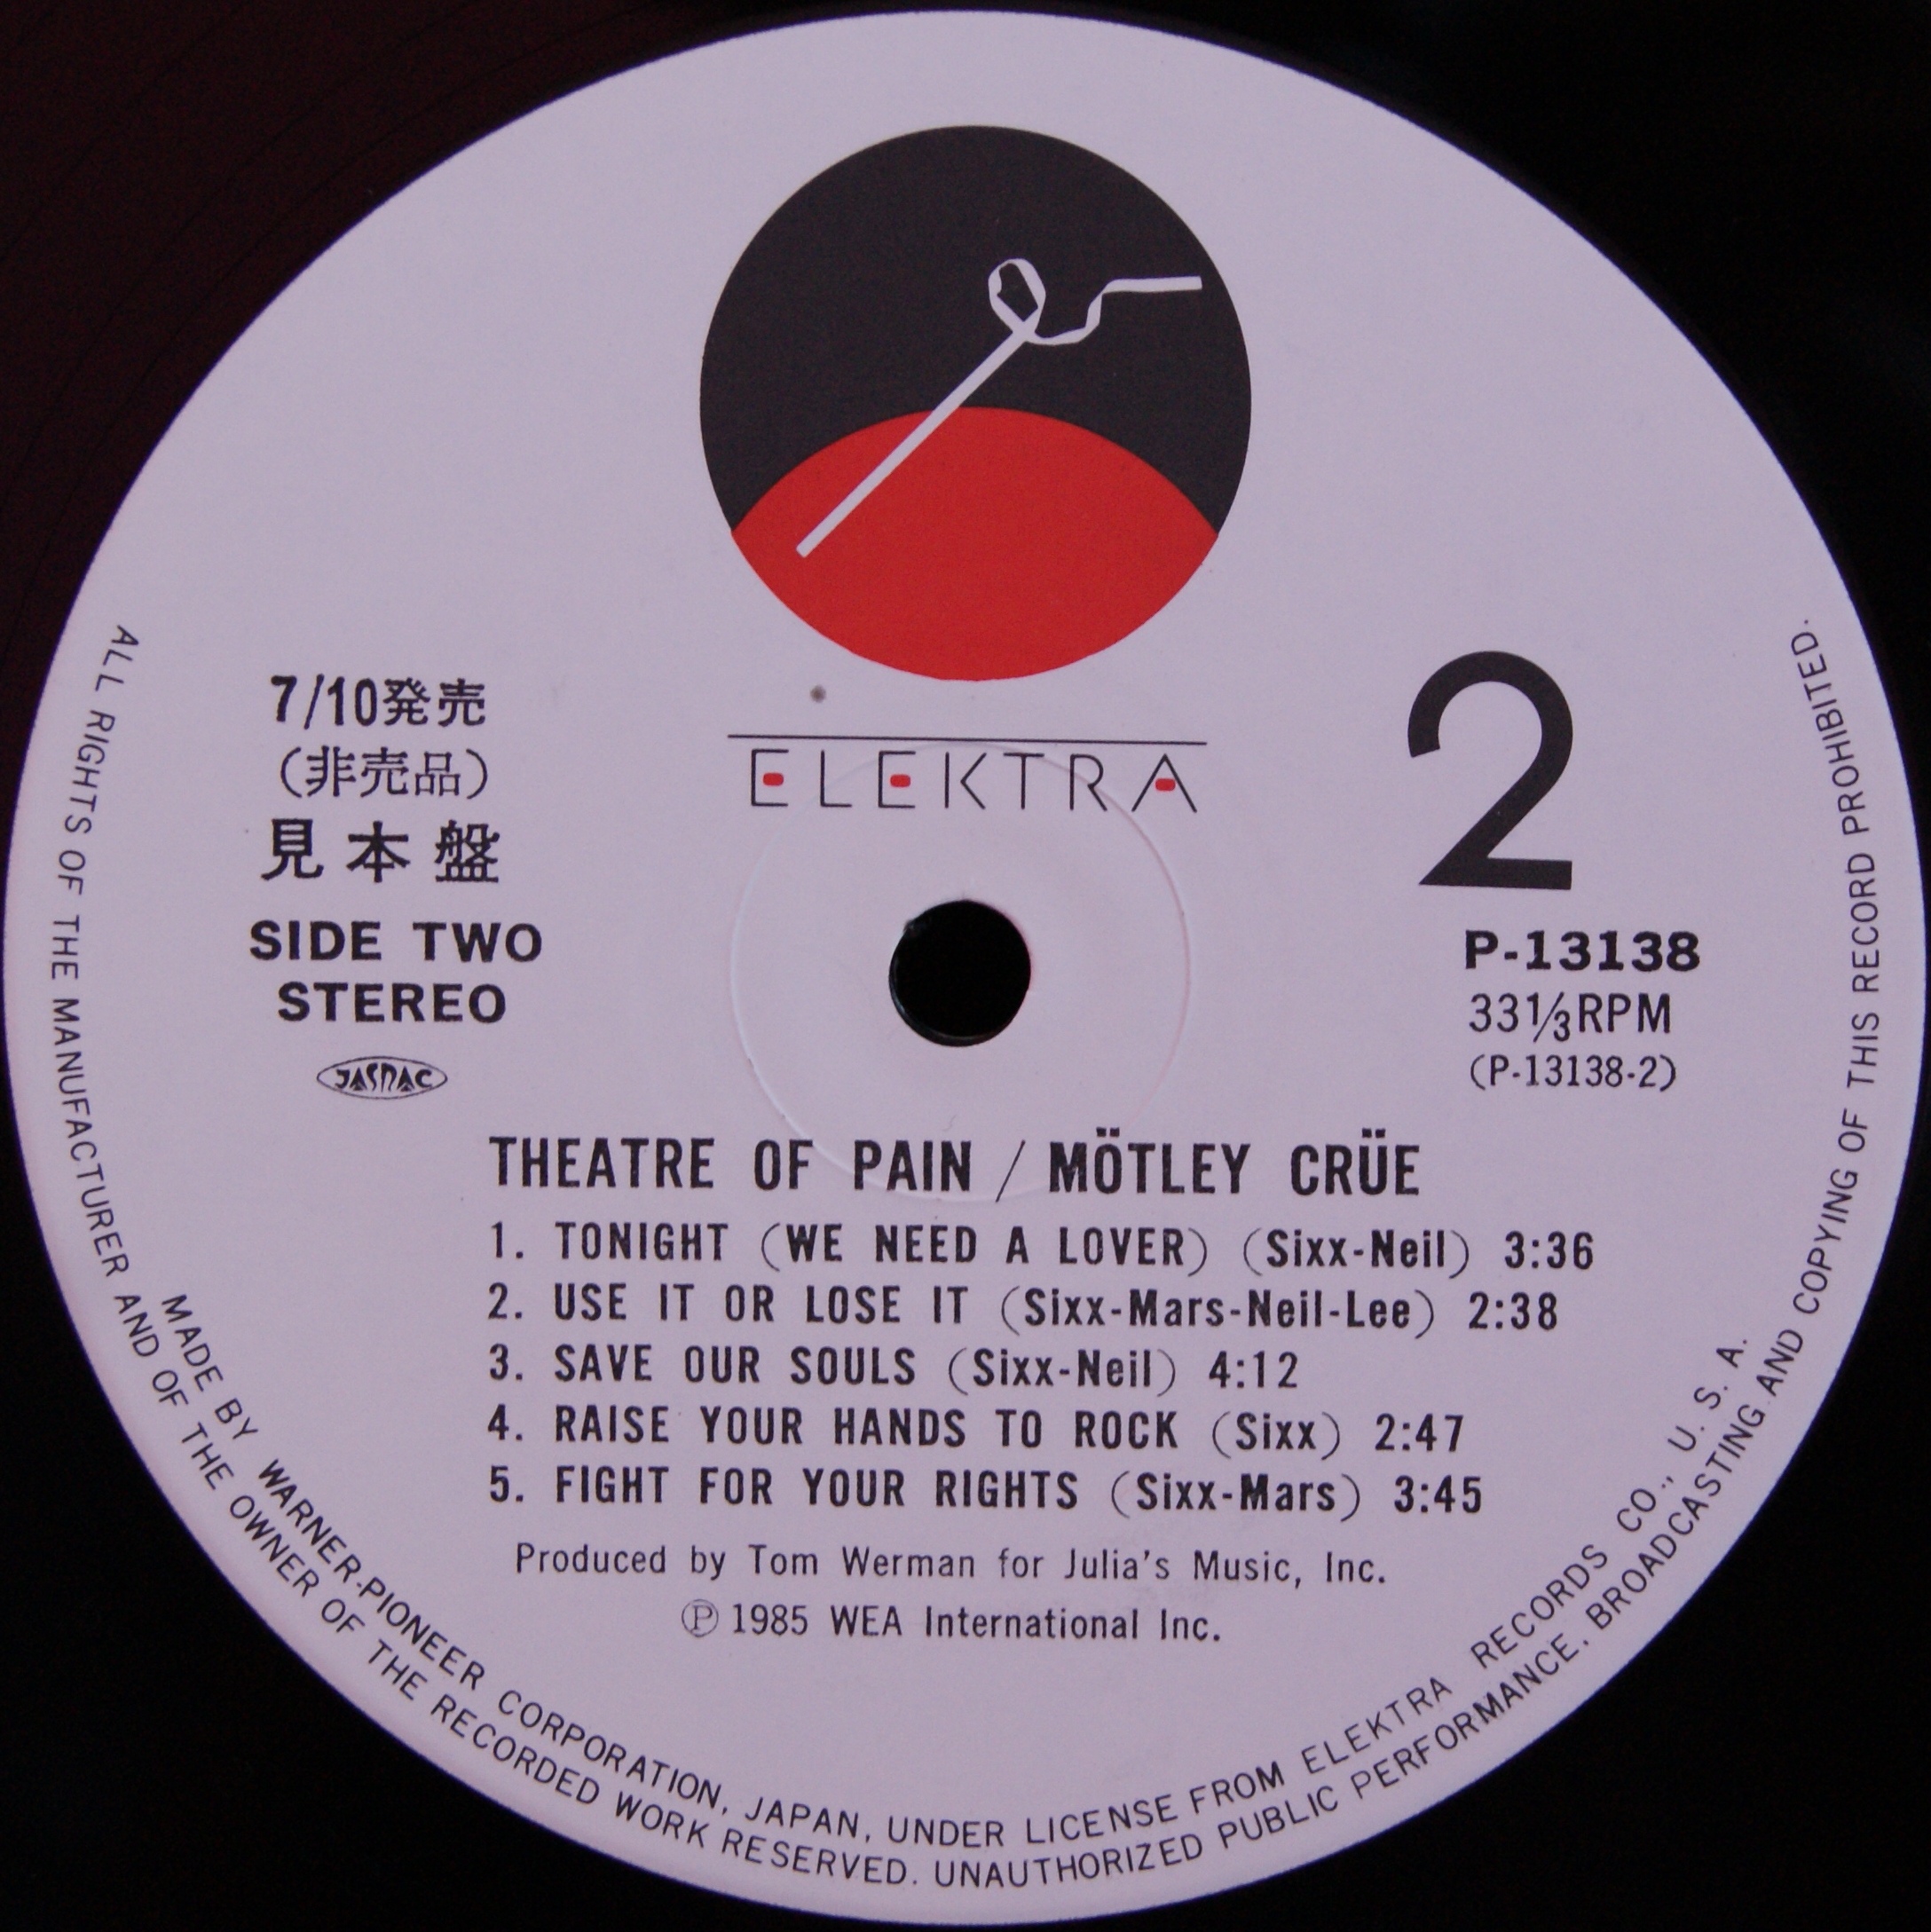 ELEKTRA
7/10発売
(非売品)
見本盤
SIDE TWO
STEREO
JASRAC
2
P-13138
33 1/3 RPM
(P-13138-2)
THEATRE OF PAIN / MÖTLEY CRÜE
1. TONIGHT (WE NEED A LOVER) (Sixx-Neil) 3:36
2. USE IT OR LOSE IT (Sixx-Mars-Neil-Lee) 2:38
3. SAVE OUR SOULS (Sixx-Neil) 4:12
4. RAISE YOUR HANDS TO ROCK (Sixx) 2:47
5. FIGHT FOR YOUR RIGHTS (Sixx-Mars) 3:45
Produced by Tom Werman for Julia's Music, Inc.
Ⓟ 1985 WEA International Inc.
MADE BY WARNER-PIONEER CORPORATION, JAPAN, UNDER LICENSE FROM ELEKTRA RECORDS CO., U. S. A.
ALL RIGHTS OF THE MANUFACTURER AND OF THE OWNER OF THE RECORDED WORK RESERVED. UNAUTHORIZED PUBLIC PERFORMANCE. BROADCASTING AND COPYING OF THIS RECORD PROHIBITED.